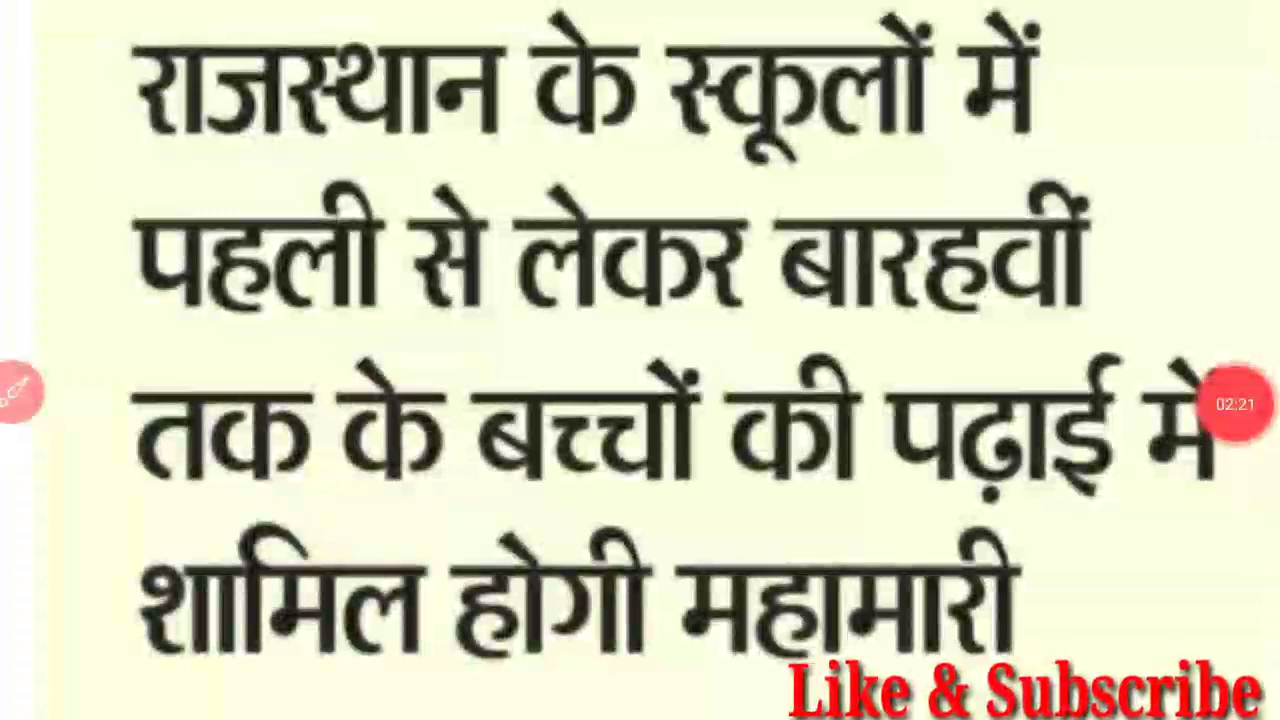 राजस्थान के स्कूलों में
पहली से लेकर बारहवीं
तक के बच्चों की पढ़ाई मे
02:21
शामिल होगी महामारी
Like & Subscribe